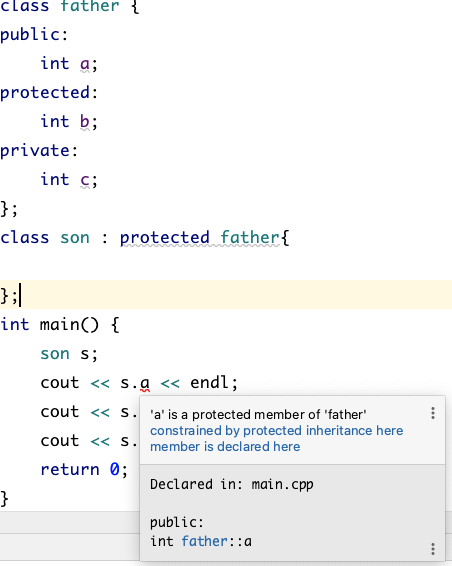 class father {
public:
    int a;
protected:
    int b;
private:
    int c;
};
class son : protected father{

};
int main() {
    son s;
    cout << s.a << endl;
    cout << s.
    cout << s.
    return 0;
}
'a' is a protected member of 'father'
constrained by protected inheritance here
member is declared here
Declared in: main.cpp
public:
int father::a